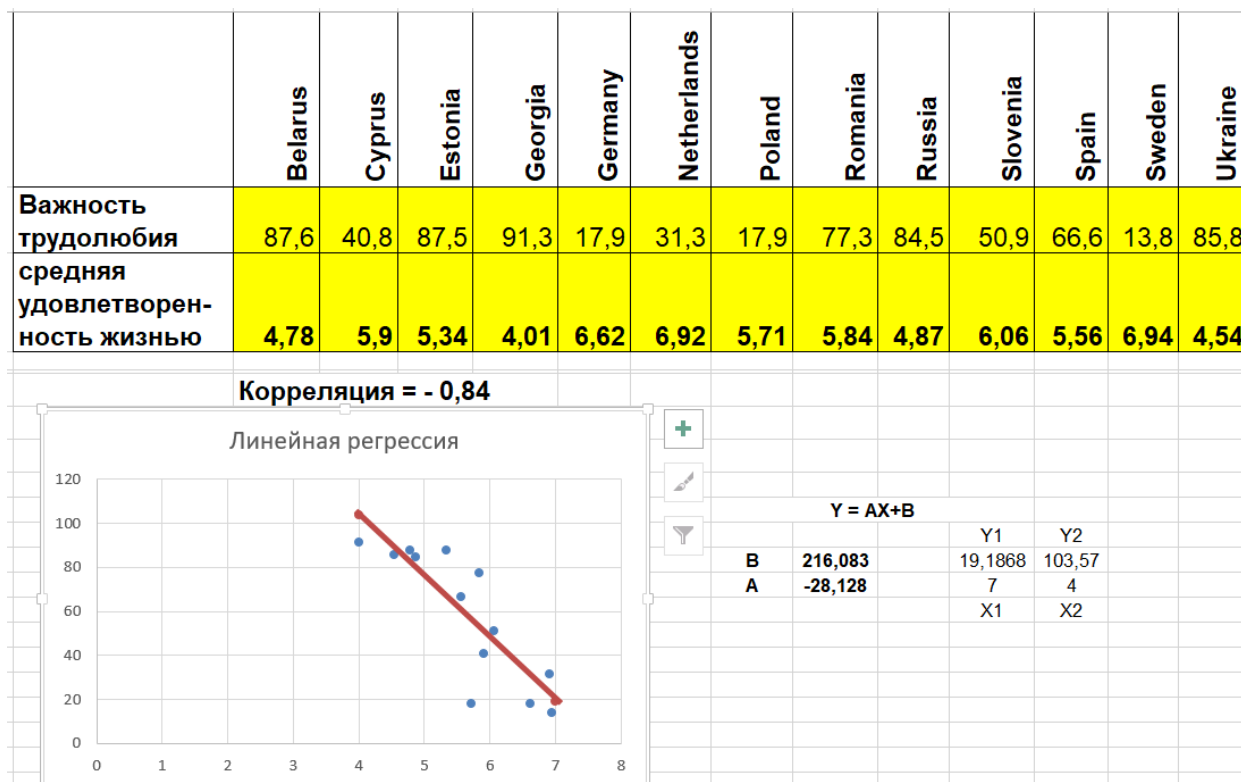 Belarus Cyprus Estonia Georgia Germany Netherlands Poland Romania Russia Slovenia Spain Sweden Ukraine
Важность
трудолюбия 87,6 40,8 87,5 91,3 17,9 31,3 17,9 77,3 84,5 50,9 66,6 13,8 85,8
средняя
удовлетворен-
ность жизнью 4,78 5,9 5,34 4,01 6,62 6,92 5,71 5,84 4,87 6,06 5,56 6,94 4,54
Корреляция = - 0,84
Линейная регрессия
120
100
80
60
40
20
0
0 1 2 3 4 5 6 7 8
Y = AX+B
Y1 Y2
B 216,083 19,1868 103,57
A -28,128 7 4
X1 X2